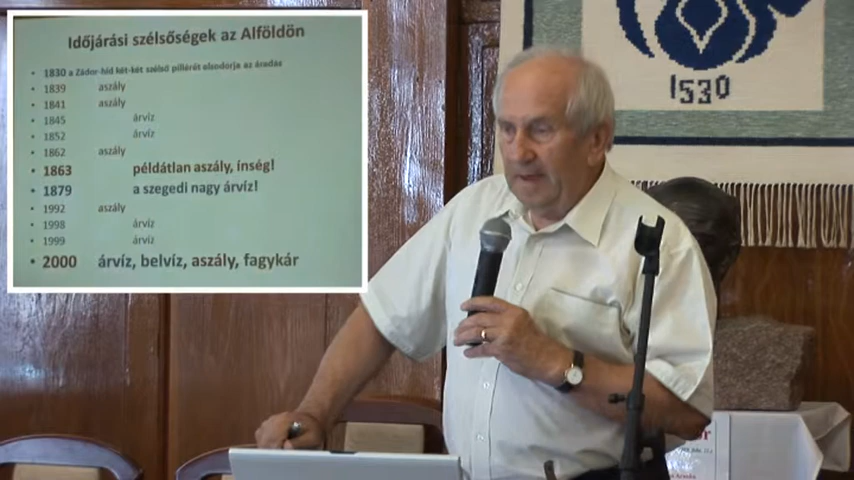 Időjárási szélsőségek az Alföldön
• 1830 a Zádor-híd két-két szélső pillérét elsodorja az áradás
• 1839 aszály
• 1841 aszály
• 1845 árvíz
• 1852 árvíz
• 1862 aszály
• 1863 példátlan aszály, ínség!
• 1879 a szegedi nagy árvíz!
• 1992 aszály
• 1998 árvíz
• 1999 árvíz
• 2000 árvíz, belvíz, aszály, fagykár
1530